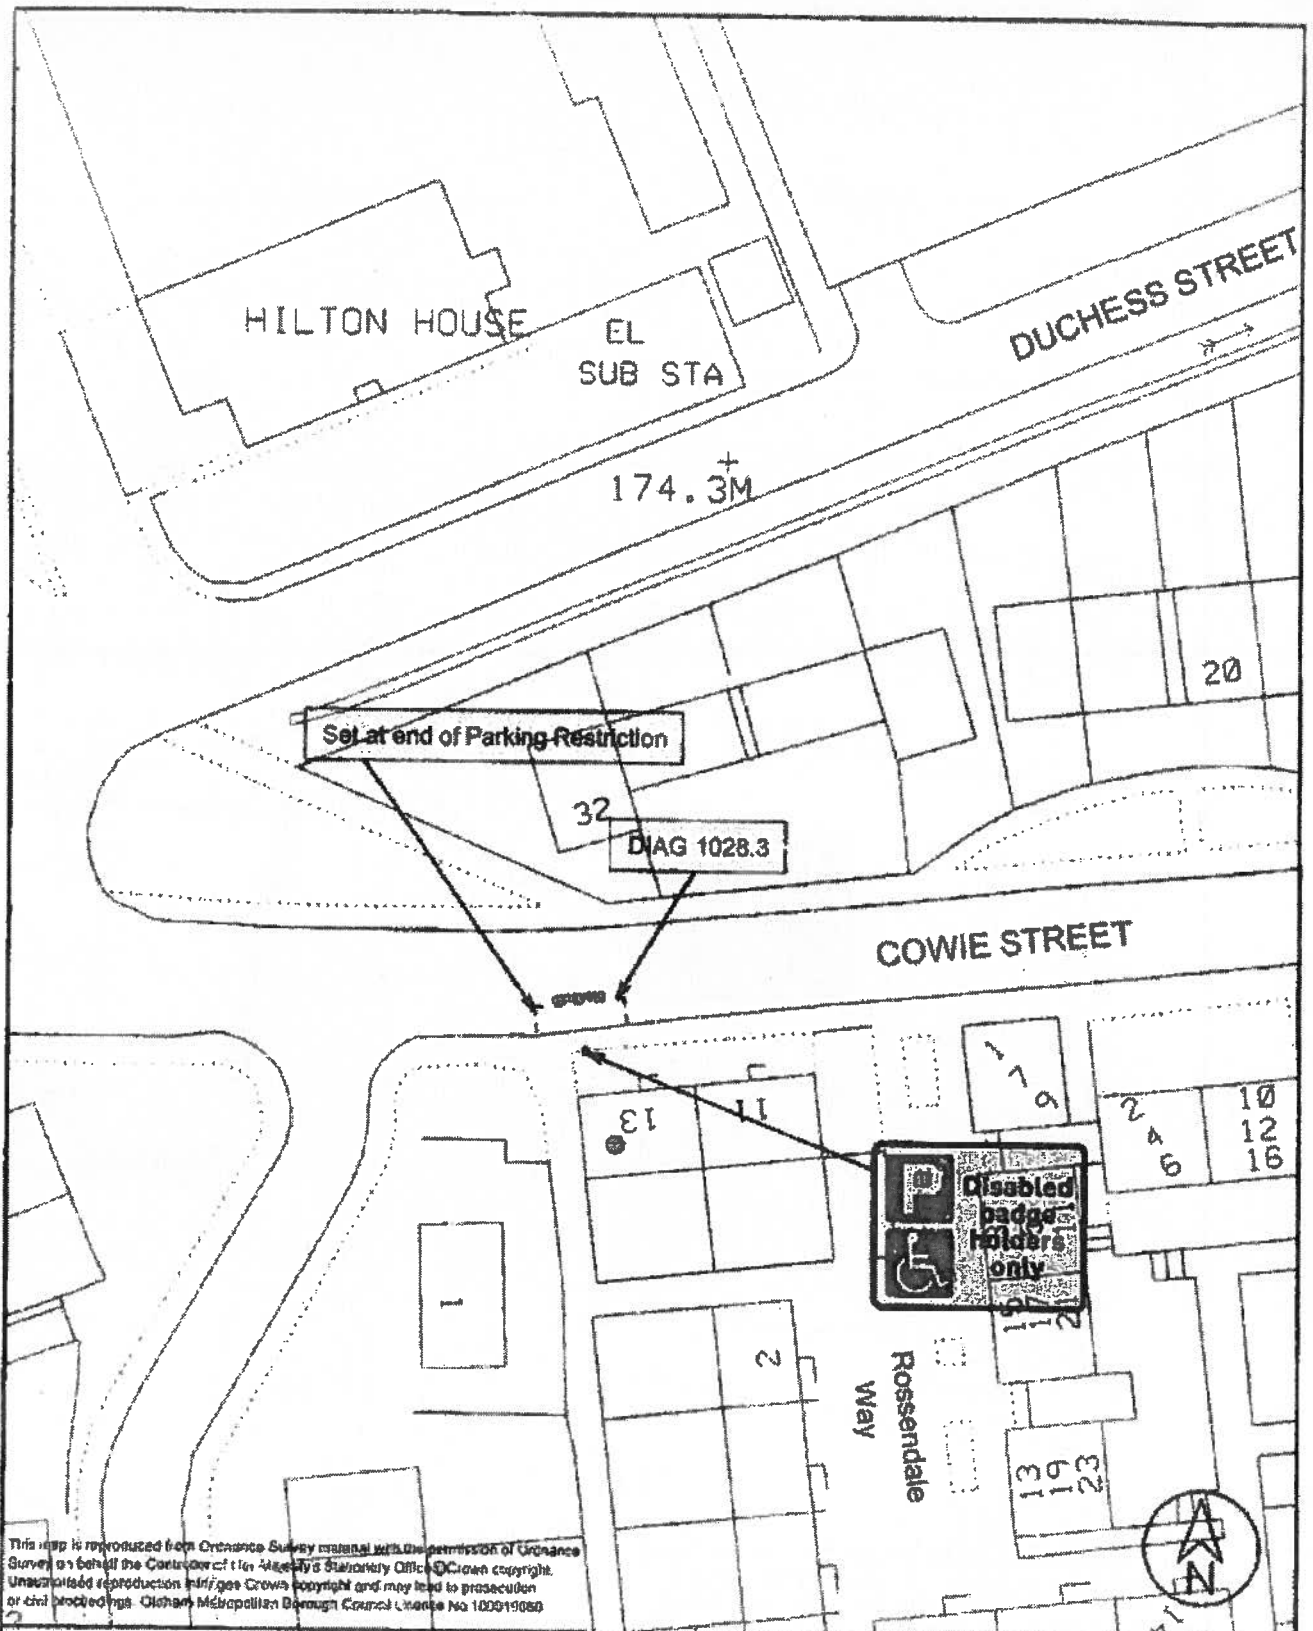 HILTON HOUSE
EL
SUB STA
DUCHESS STREET
174.3M
20
Set at end of Parking Restriction
32
DIAG 1028.3
COWIE STREET
1
7
9
13
11
2
4
6
10
12
16
P
Disabled
badge
holders
only
15
17
21
1
2
Rossendale
Way
13
19
23
N
This map is reproduced from Ordnance Survey material with the permission of Ordnance
Survey on behalf the Controller of Her Majesty's Stationery Office © Crown copyright.
Unauthorised reproduction infringes Crown copyright and may lead to prosecution
or civil proceedings. Oldham Metropolitan Borough Council Licence No 100019060